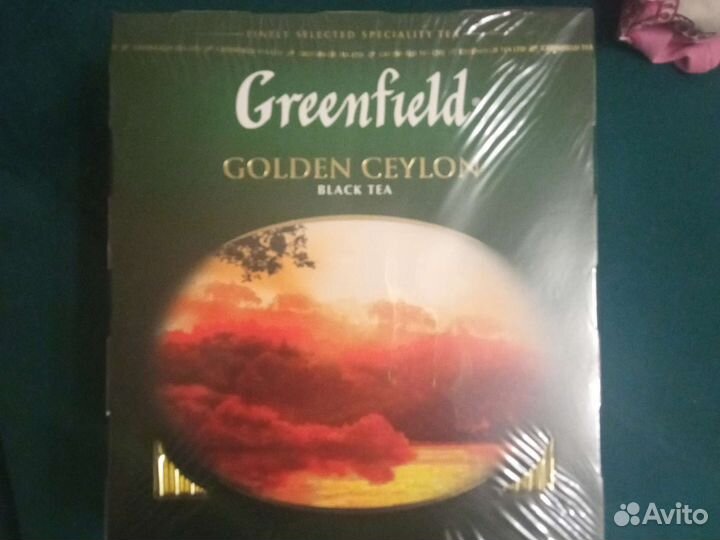 FINELY SELECTED SPECIALITY TEA
Greenfield
GOLDEN CEYLON
BLACK TEA
Avito